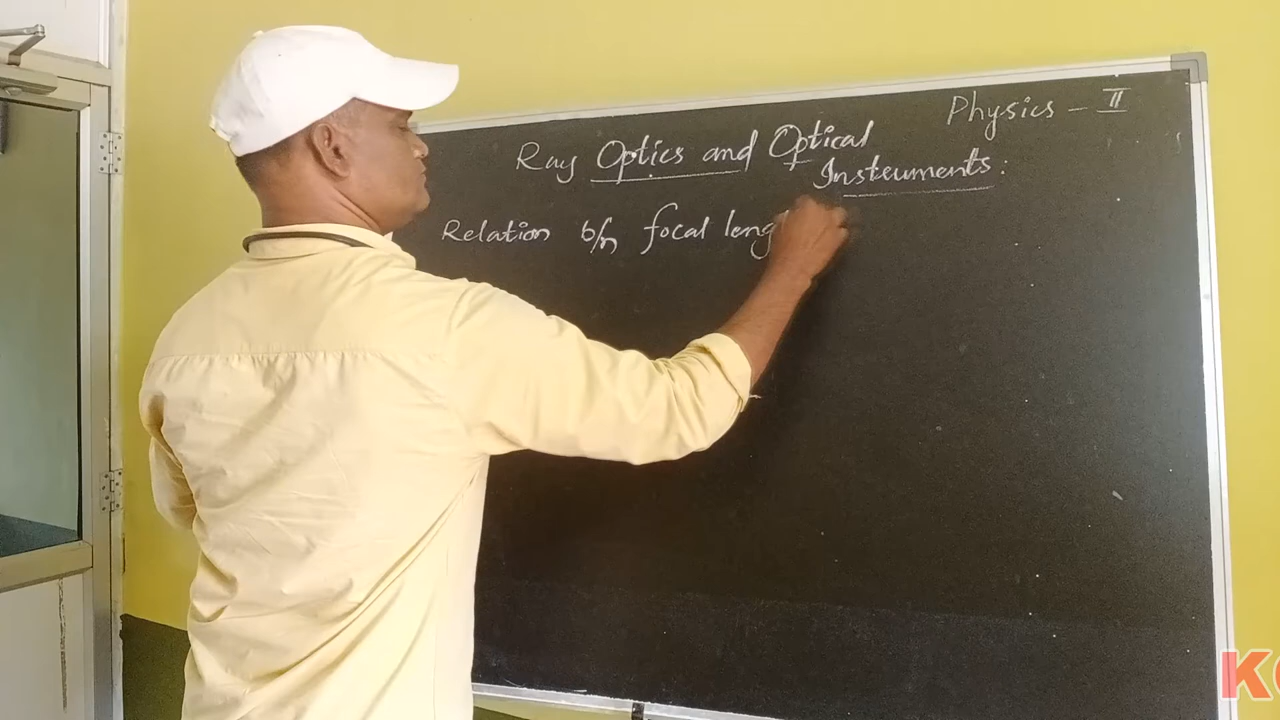 Physics - II
Ray Optics and Optical
Instruments:
Relation b/n focal leng